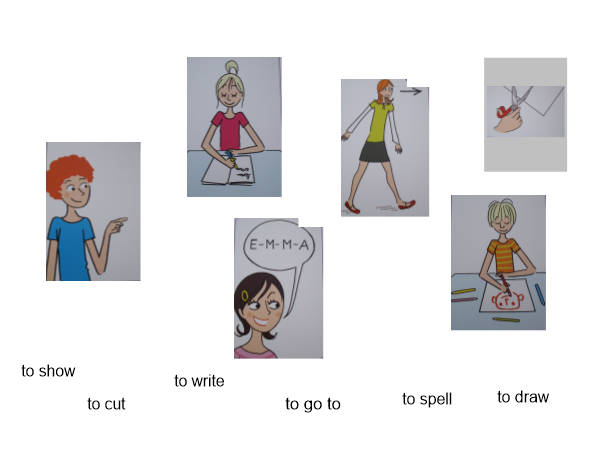 E-M-M-A
to show
to cut
to write
to go to
to spell
to draw